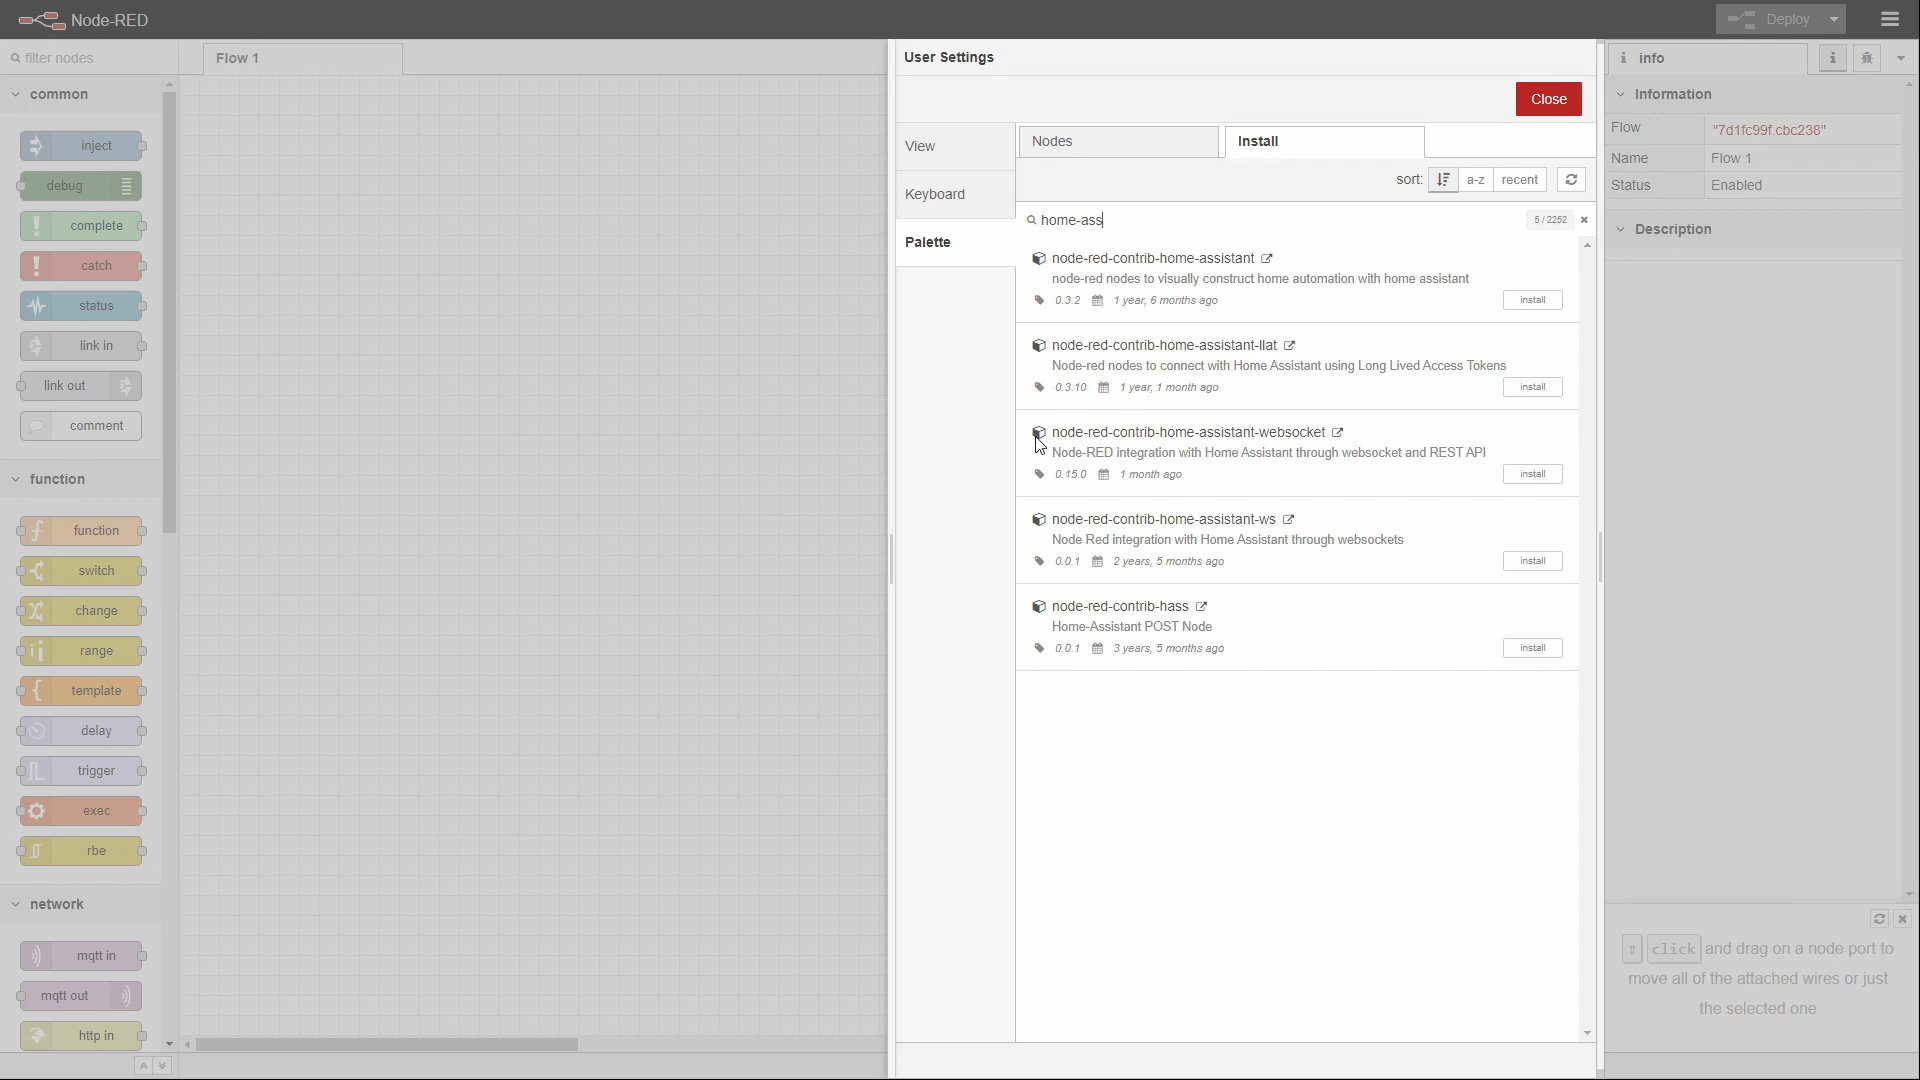 Node-RED
Deploy
filter nodes
Flow 1
common
inject
debug
complete
catch
status
link in
link out
comment
function
function
switch
change
range
template
delay
trigger
exec
rbe
network
mqtt in
mqtt out
http in
User Settings
Close
View
Keyboard
Palette
Nodes
Install
sort: a-z recent
home-ass
5 / 2252
node-red-contrib-home-assistant
node-red nodes to visually construct home automation with home assistant
0.3.2 1 year, 6 months ago
install
node-red-contrib-home-assistant-llat
Node-red nodes to connect with Home Assistant using Long Lived Access Tokens
0.3.10 1 year, 1 month ago
install
node-red-contrib-home-assistant-websocket
Node-RED integration with Home Assistant through websocket and REST API
0.15.0 1 month ago
install
node-red-contrib-home-assistant-ws
Node Red integration with Home Assistant through websockets
0.0.1 2 years, 5 months ago
install
node-red-contrib-hass
Home-Assistant POST Node
0.0.1 3 years, 5 months ago
install
info
Information
Flow "7d1fc99f.cbc238"
Name Flow 1
Status Enabled
Description
⇧ click and drag on a node port to
move all of the attached wires or just
the selected one